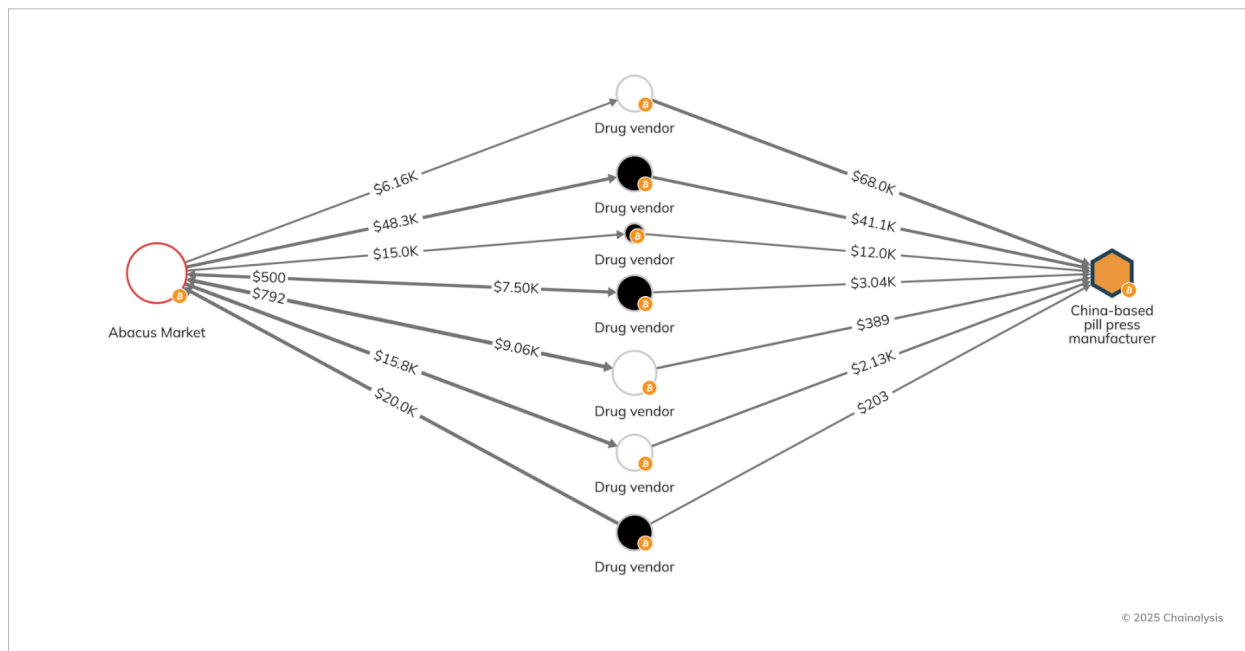 Drug vendor
$6.16K
$68.0K
Drug vendor
$48.3K
$41.1K
Drug vendor
$15.0K
$12.0K
$500
$7.50K
$3.04K
Drug vendor
Abacus Market
China-based
pill press
manufacturer
$792
$9.06K
$389
Drug vendor
$15.8K
$2.13K
Drug vendor
$20.0K
$203
Drug vendor
© 2025 Chainalysis